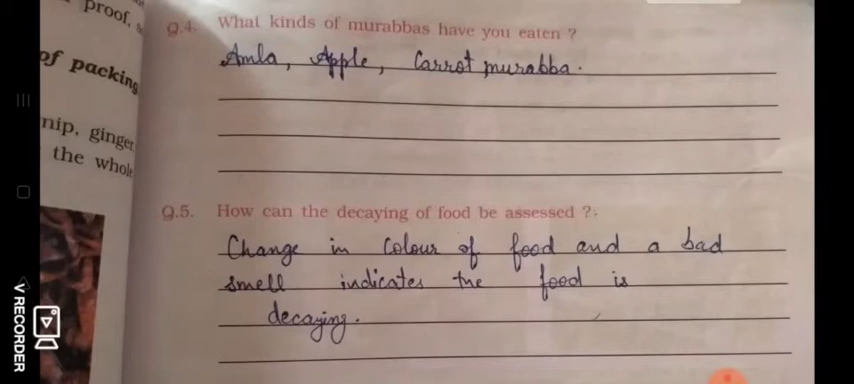 proof,
of packing
nip, ginger
the whole
Q.4. What kinds of murabbas have you eaten ?
Amla, Apple, Carrot murabba.
Q.5. How can the decaying of food be assessed ?
Change in colour of food and a bad
smell indicates the food is
decaying.
V RECORDER